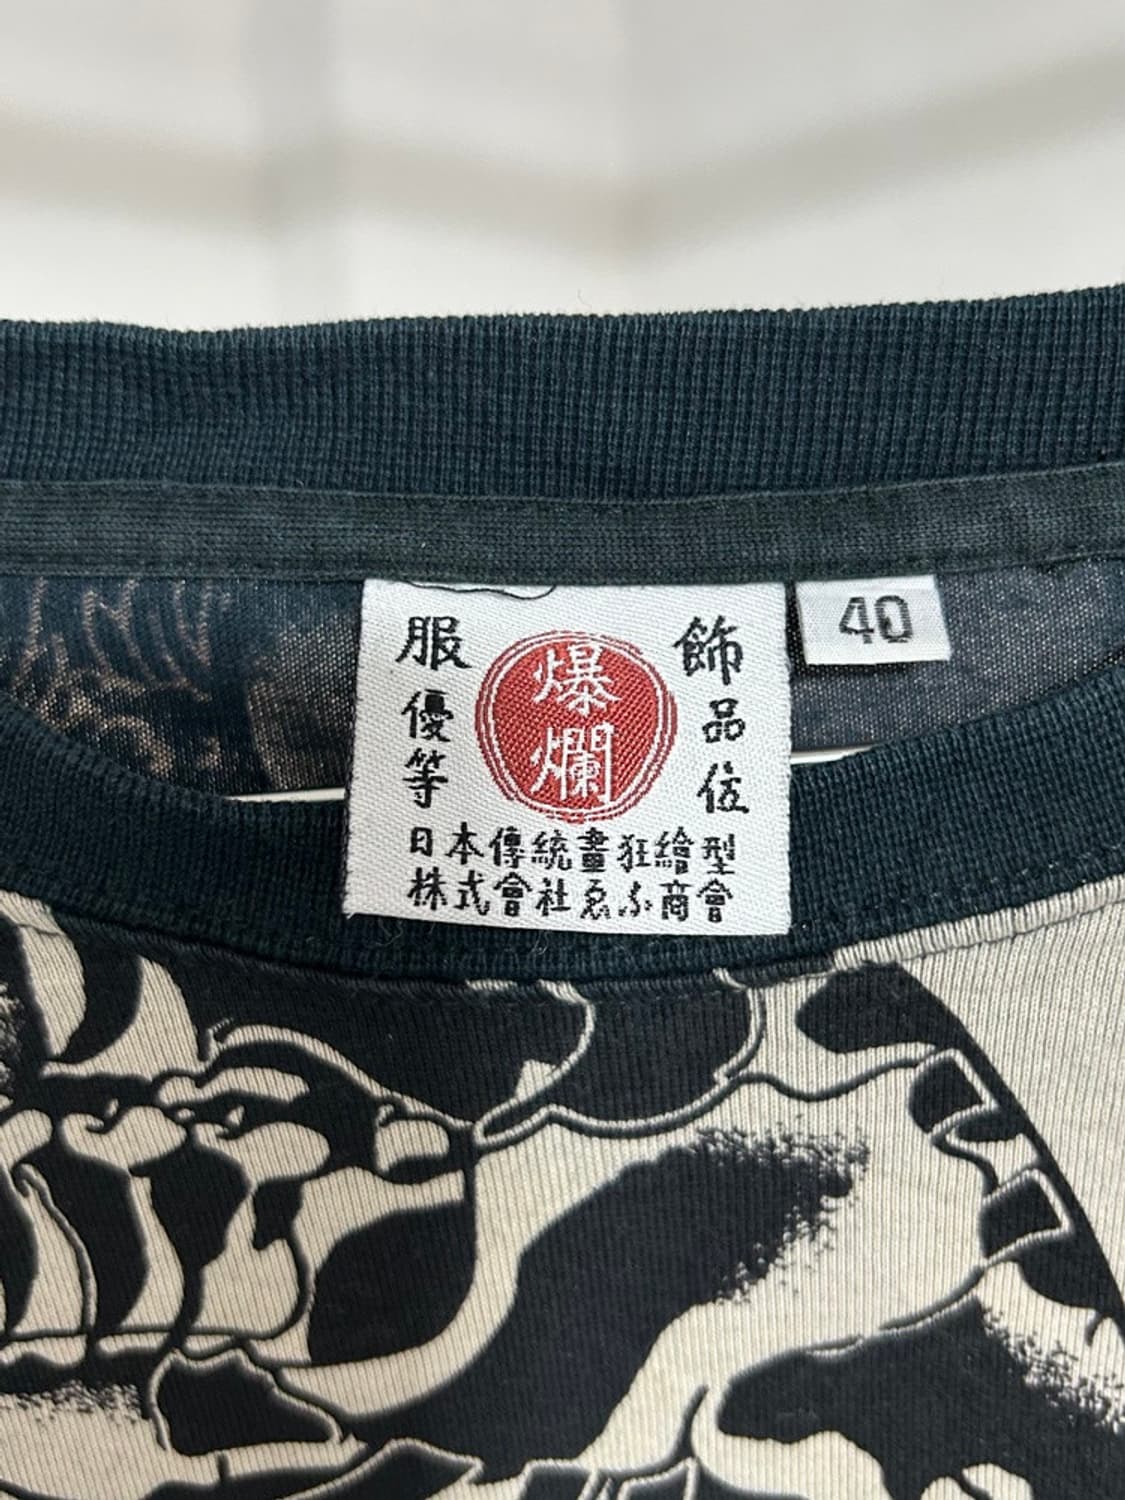 服 爆 飾
優 爛 品
等 位
日本傳統畫狂繪型
株式會社ゑふ商會
40